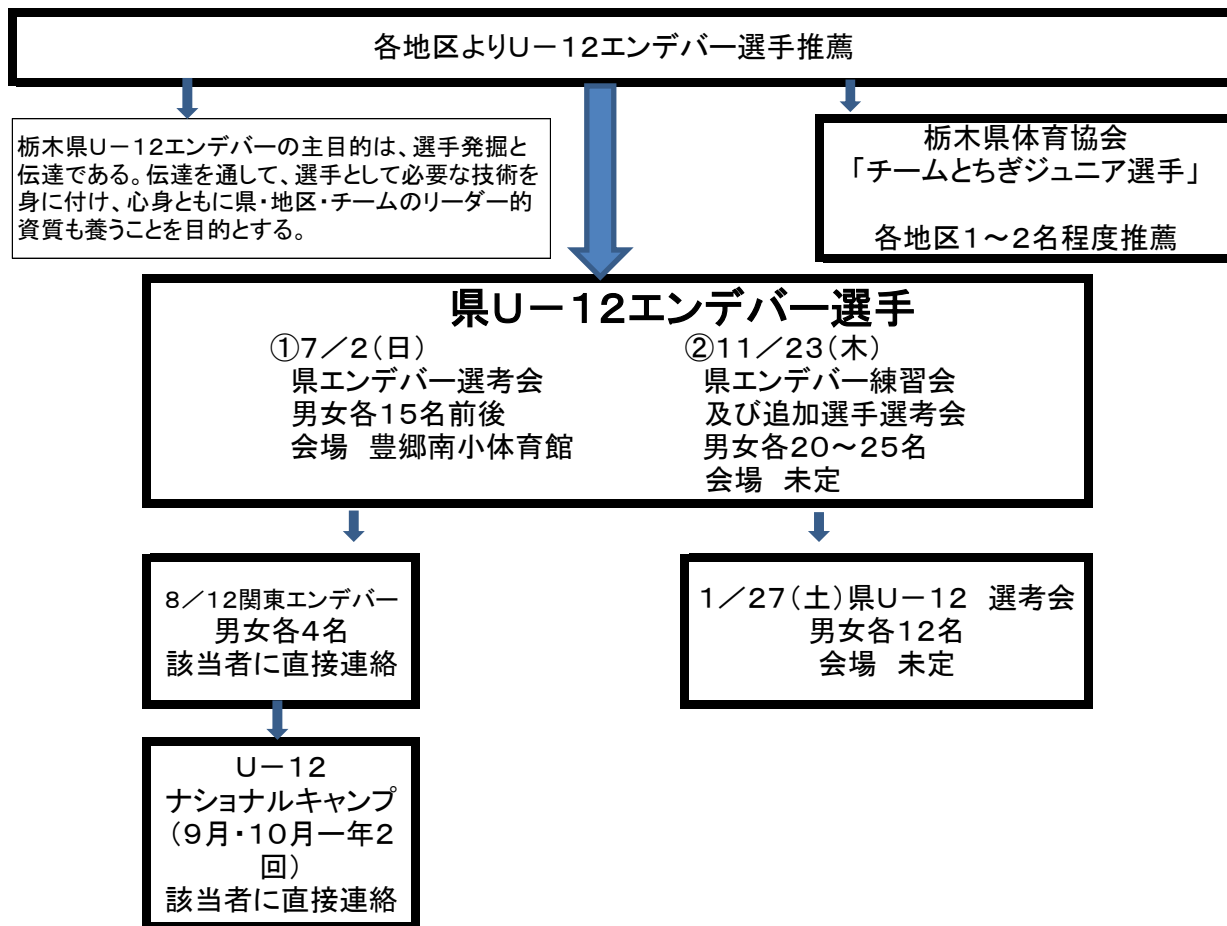 各地区よりU－12エンデバー選手推薦
栃木県U－12エンデバーの主目的は、選手発掘と
伝達である。伝達を通して、選手として必要な技術を
身に付け、心身ともに県・地区・チームのリーダー的
資質も養うことを目的とする。
栃木県体育協会
「チームとちぎジュニア選手」
各地区1～2名程度推薦
県U－12エンデバー選手
①7／2（日）
県エンデバー選考会
男女各15名前後
会場　豊郷南小体育館
②11／23（木）
県エンデバー練習会
及び追加選手選考会
男女各20～25名
会場　未定
8／12関東エンデバー
男女各4名
該当者に直接連絡
1／27（土）県U－12　選考会
男女各12名
会場　未定
U－12
ナショナルキャンプ
（9月・10月一年2
回）
該当者に直接連絡